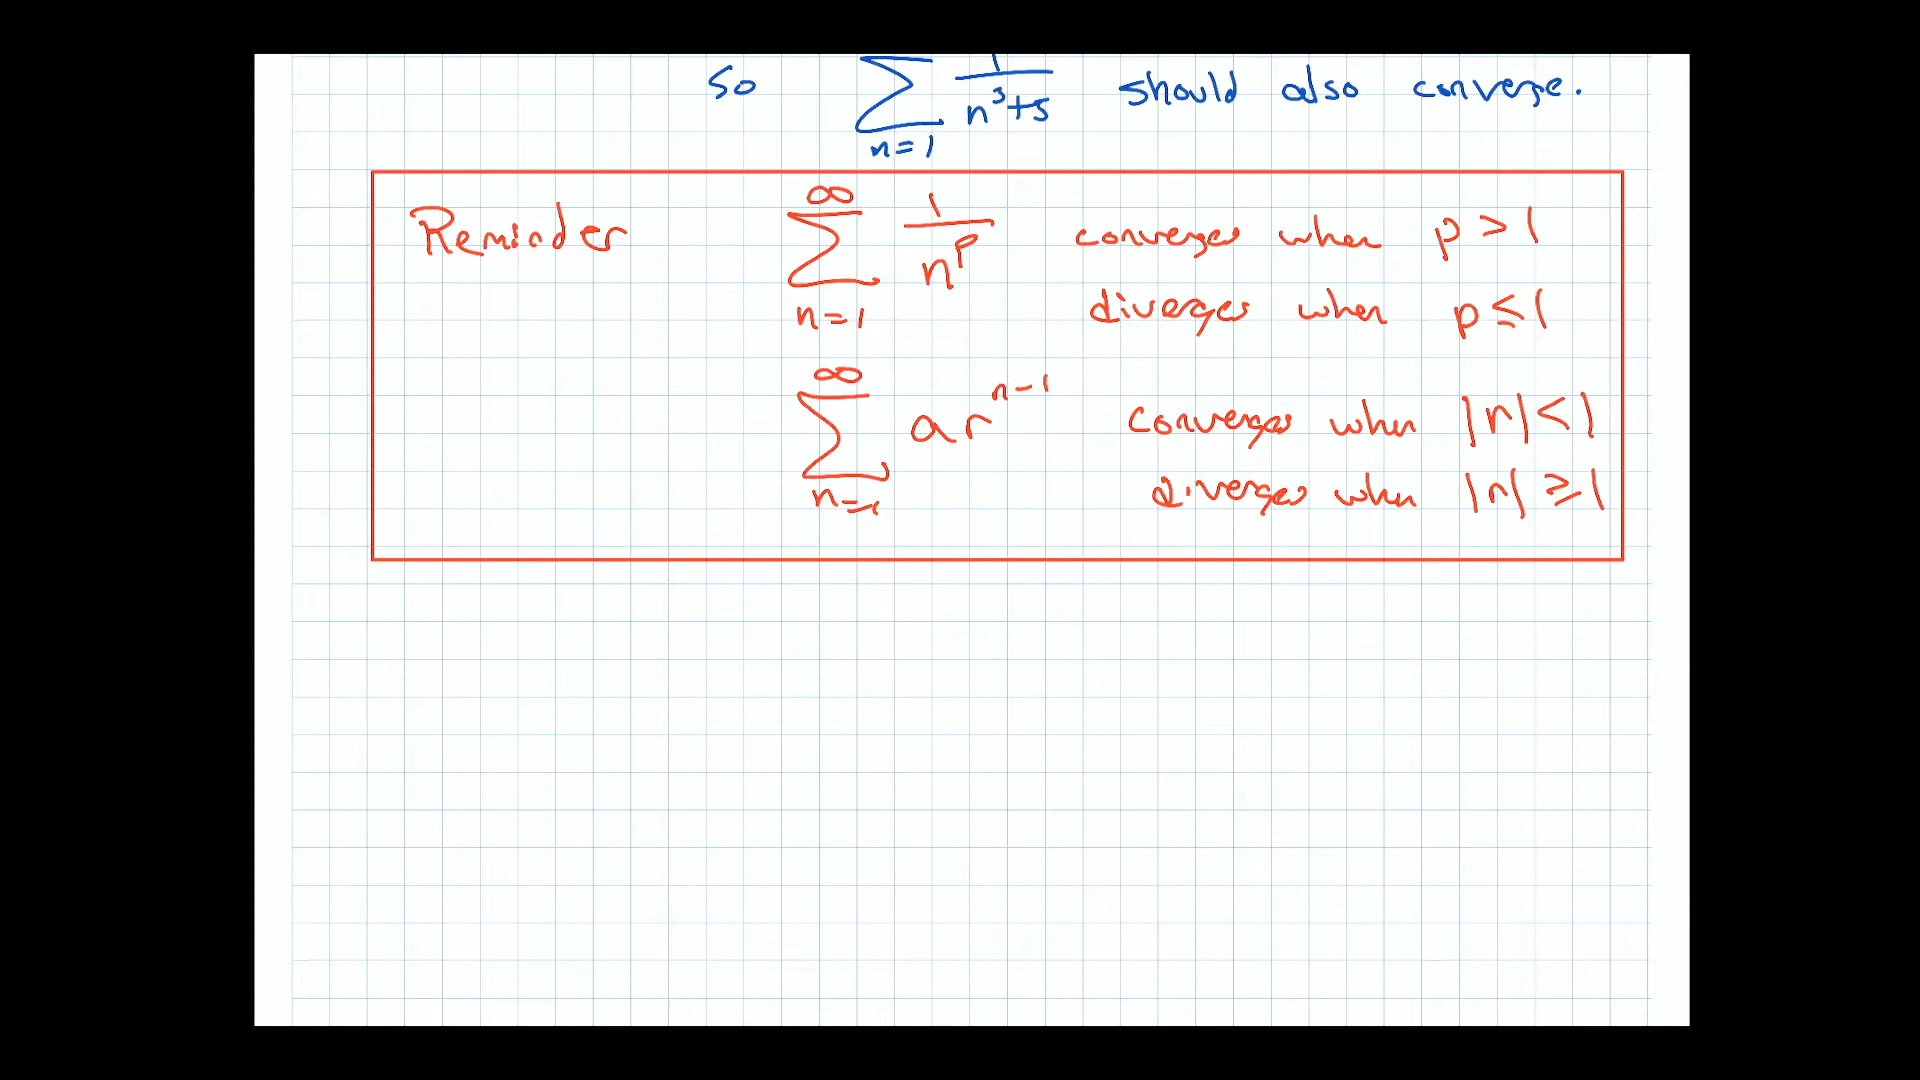 So ∑ n=1 1/(n³+5) should also converge.
Reminder ∑ n=1 ∞ 1/n^p converges when p > 1
diverges when p ≤ 1
∑ n=1 ∞ ar^(n-1) converges when |r| < 1
diverges when |r| ≥ 1